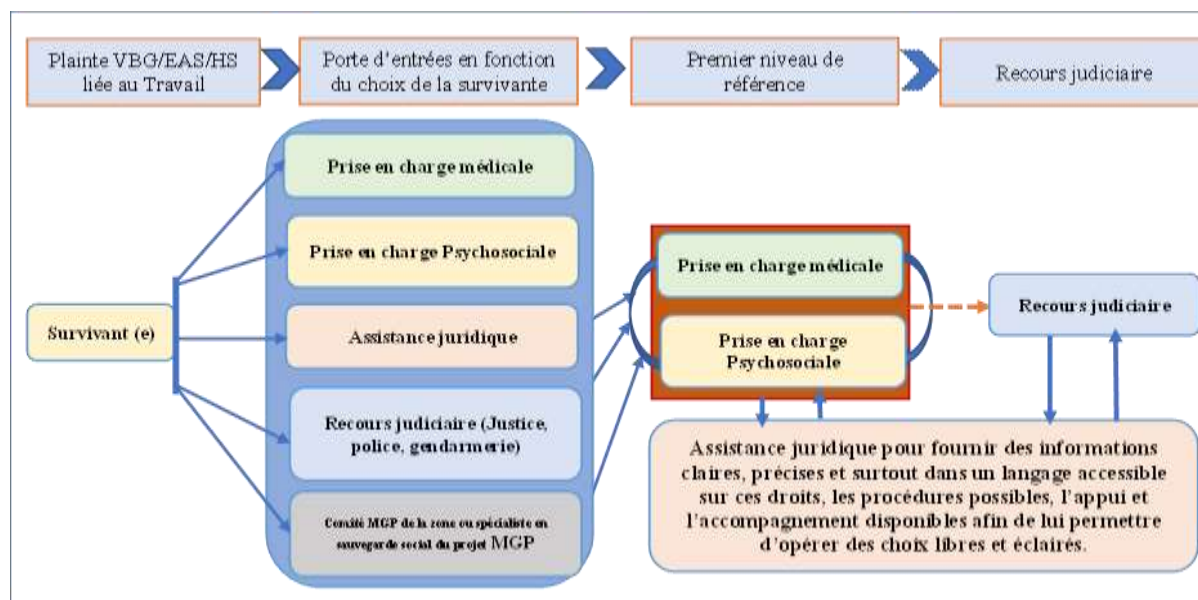 Plainte VBG/EAS/HS
liée au Travail
Porte d'entrées en fonction
du choix de la survivante
Premier niveau de
référence
Recours judiciaire
Survivant (e)
Prise en charge médicale
Prise en charge Psychosociale
Assistance juridique
Recours judiciaire (Justice,
police, gendarmerie)
Comité MGP de la zone ou spécialiste en
sauvegarde social du projet MGP
Prise en charge médicale
Prise en charge
Psychosociale
Recours judiciaire
Assistance juridique pour fournir des informations
claires, précises et surtout dans un langage accessible
sur ces droits, les procédures possibles, l'appui et
l'accompagnement disponibles afin de lui permettre
d'opérer des choix libres et éclairés.